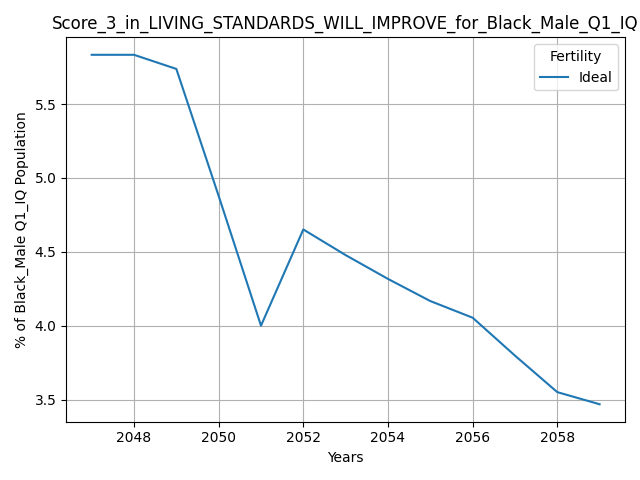 Score_3_in_LIVING_STANDARDS_WILL_IMPROVE_for_Black_Male_Q1_IQ
Fertility
Ideal
% of Black_Male Q1_IQ Population
5.5
5.0
4.5
4.0
3.5
2048 2050 2052 2054 2056 2058
Years